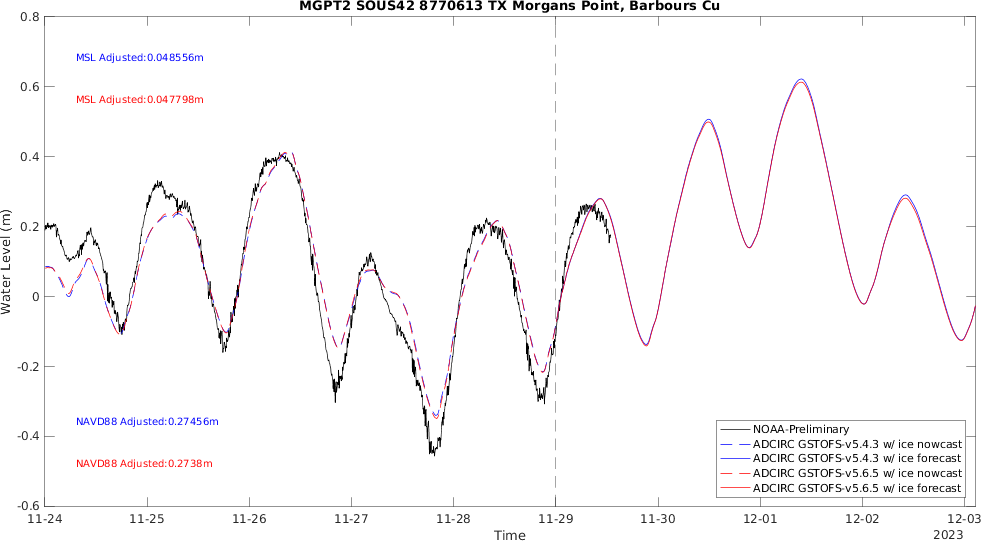 MGPT2 SOUS42 8770613 TX Morgans Point, Barbours Cu
0.8
0.6
0.4
0.2
0
-0.2
-0.4
-0.6
Water Level (m)
MSL Adjusted:0.048556m
MSL Adjusted:0.047798m
NAVD88 Adjusted:0.27456m
NAVD88 Adjusted:0.2738m
NOAA-Preliminary
ADCIRC GSTOFS-v5.4.3 w/ ice nowcast
ADCIRC GSTOFS-v5.4.3 w/ ice forecast
ADCIRC GSTOFS-v5.6.5 w/ ice nowcast
ADCIRC GSTOFS-v5.6.5 w/ ice forecast
11-24 11-25 11-26 11-27 11-28 11-29 11-30 12-01 12-02 12-03
Time 2023